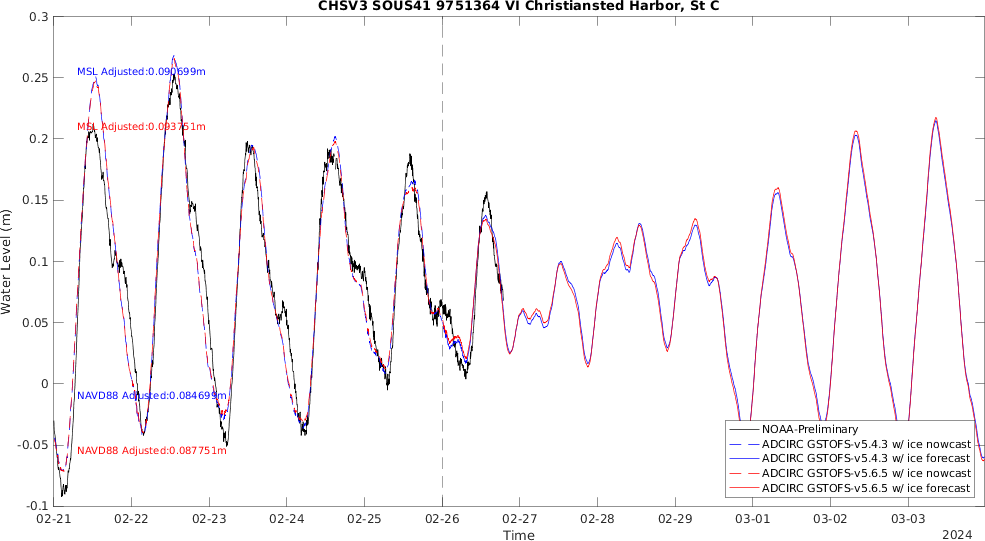 CHSV3 SOUS41 9751364 VI Christiansted Harbor, St C
0.3
0.25
0.2
0.15
0.1
0.05
0
-0.05
-0.1
Water Level (m)
MSL Adjusted:0.090699m
MSL Adjusted:0.093751m
NAVD88 Adjusted:0.084699m
NAVD88 Adjusted:0.087751m
NOAA-Preliminary
ADCIRC GSTOFS-v5.4.3 w/ ice nowcast
ADCIRC GSTOFS-v5.4.3 w/ ice forecast
ADCIRC GSTOFS-v5.6.5 w/ ice nowcast
ADCIRC GSTOFS-v5.6.5 w/ ice forecast
02-21 02-22 02-23 02-24 02-25 02-26 02-27 02-28 02-29 03-01 03-02 03-03
Time
2024